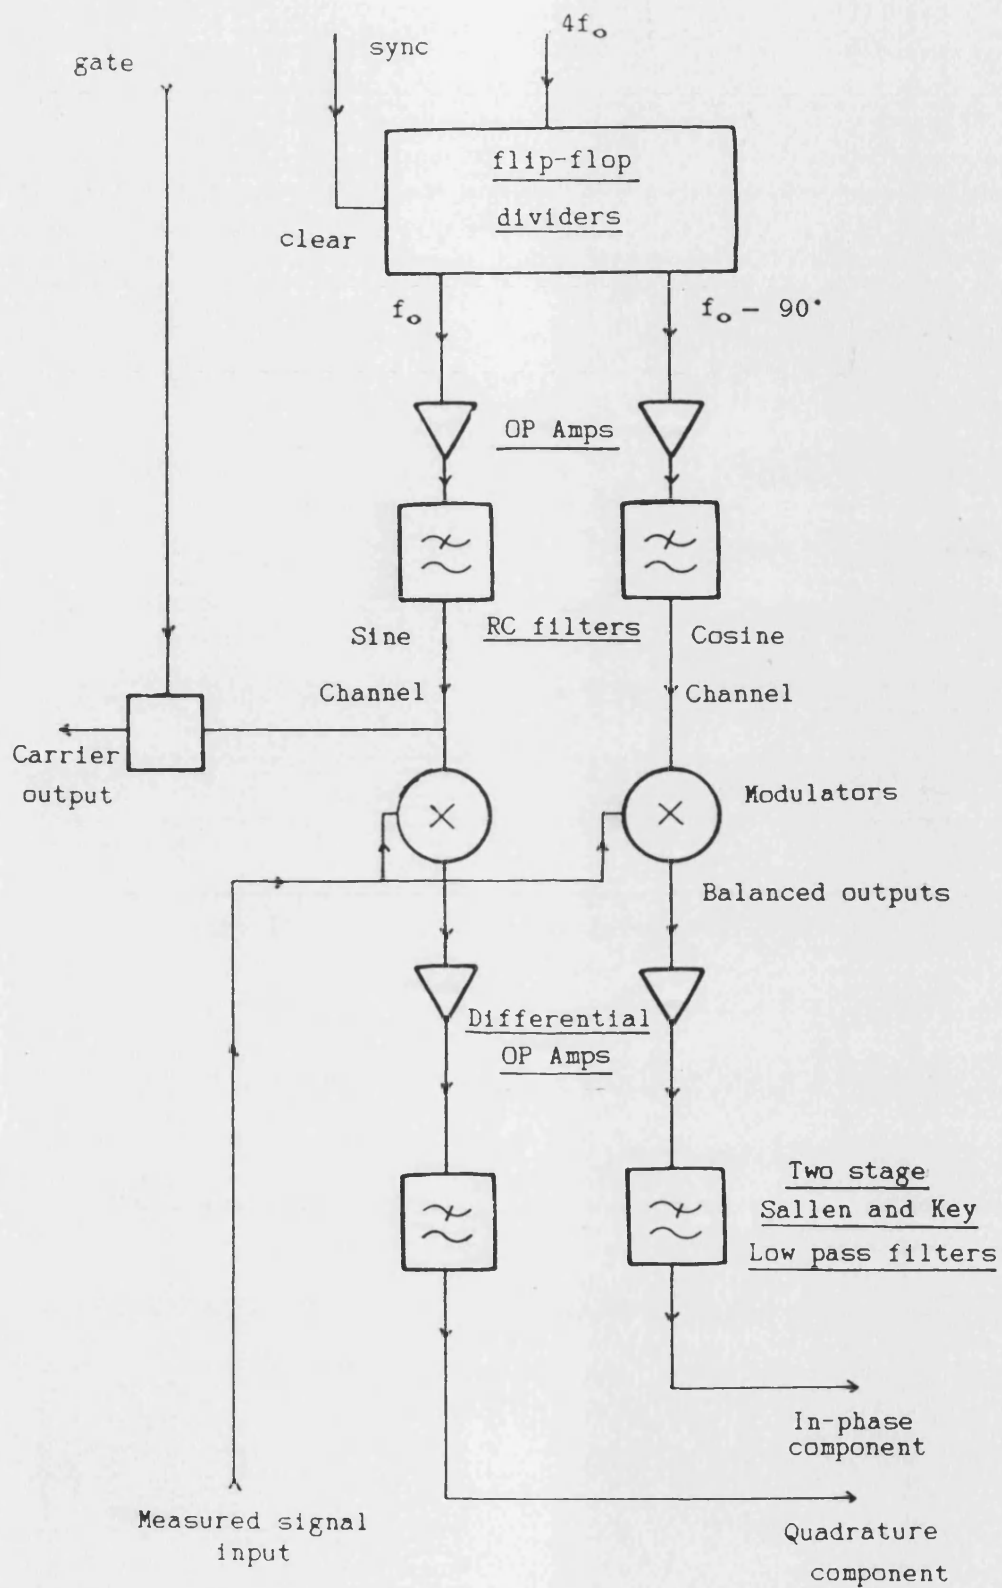 sync
4fo
gate
flip-flop
dividers
clear
fo
fo - 90°
OP Amps
RC filters
Sine
Channel
Cosine
Channel
Carrier
output
Modulators
Balanced outputs
Differential
OP Amps
Two stage
Sallen and Key
Low pass filters
In-phase
component
Measured signal
input
Quadrature
component